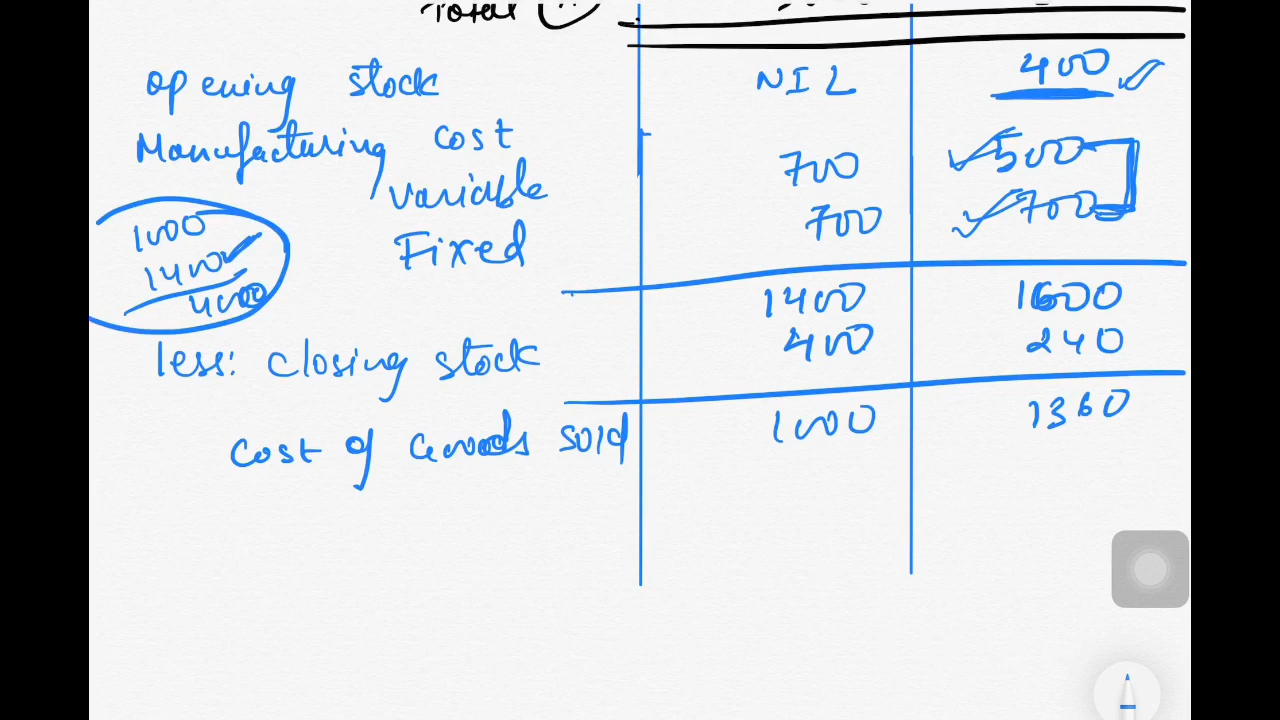 Total
opening stock NIL 400
Manufacturing cost
variable 700 500
Fixed 700 700
1000
1400
400
1400 1600
less: closing stock 400 240
cost of Goods sold 1000 1360